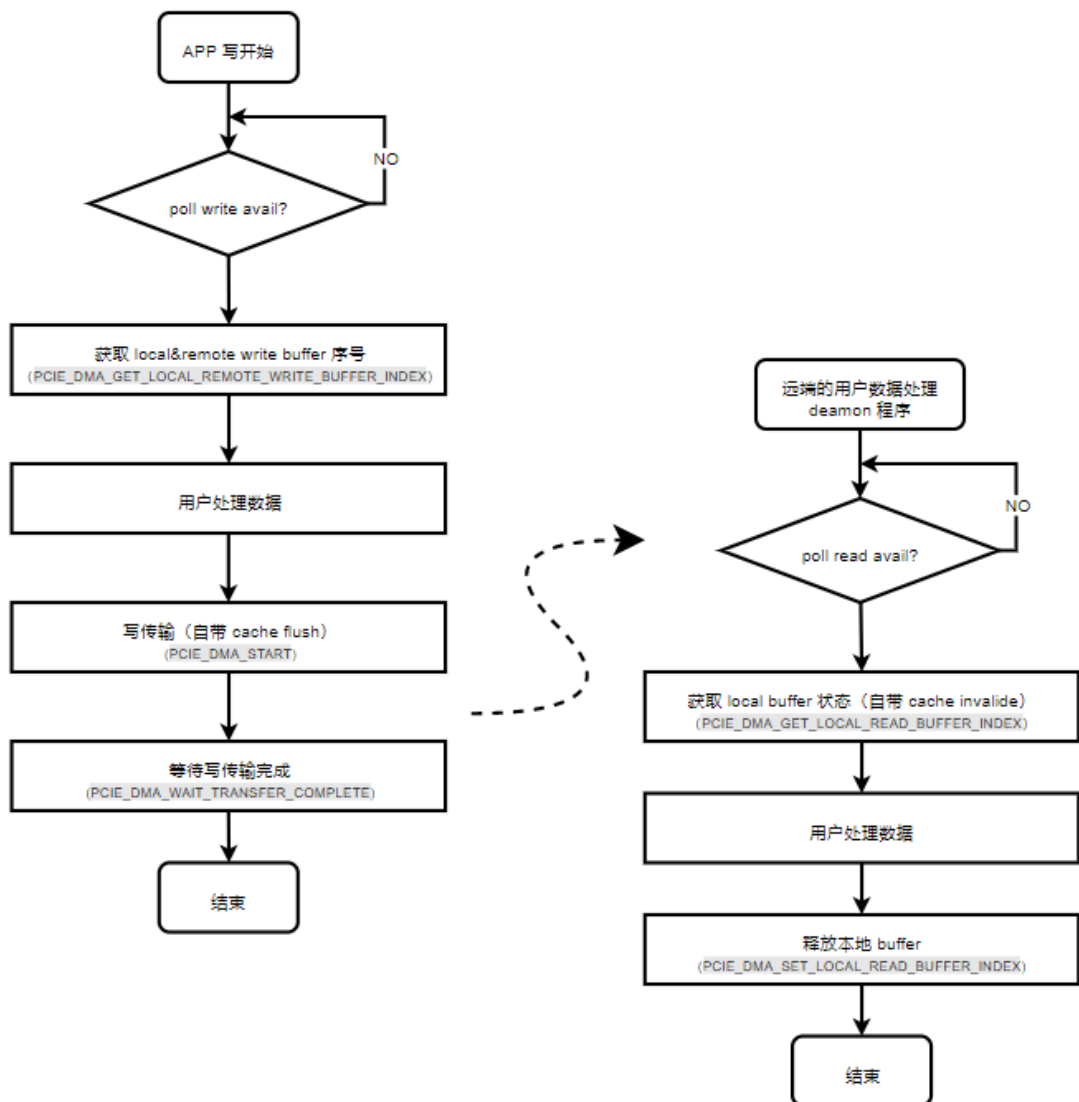 APP 写开始
NO
poll write avail?
获取 local&remote write buffer 序号
(PCIE_DMA_GET_LOCAL_REMOTE_WRITE_BUFFER_INDEX)
用户处理数据
写传输（自带 cache flush）
(PCIE_DMA_START)
等待写传输完成
(PCIE_DMA_WAIT_TRANSFER_COMPLETE)
结束
远端的用户数据处理
deamon 程序
NO
poll read avail?
获取 local buffer 状态（自带 cache invalide）
(PCIE_DMA_GET_LOCAL_READ_BUFFER_INDEX)
用户处理数据
释放本地 buffer
(PCIE_DMA_SET_LOCAL_READ_BUFFER_INDEX)
结束